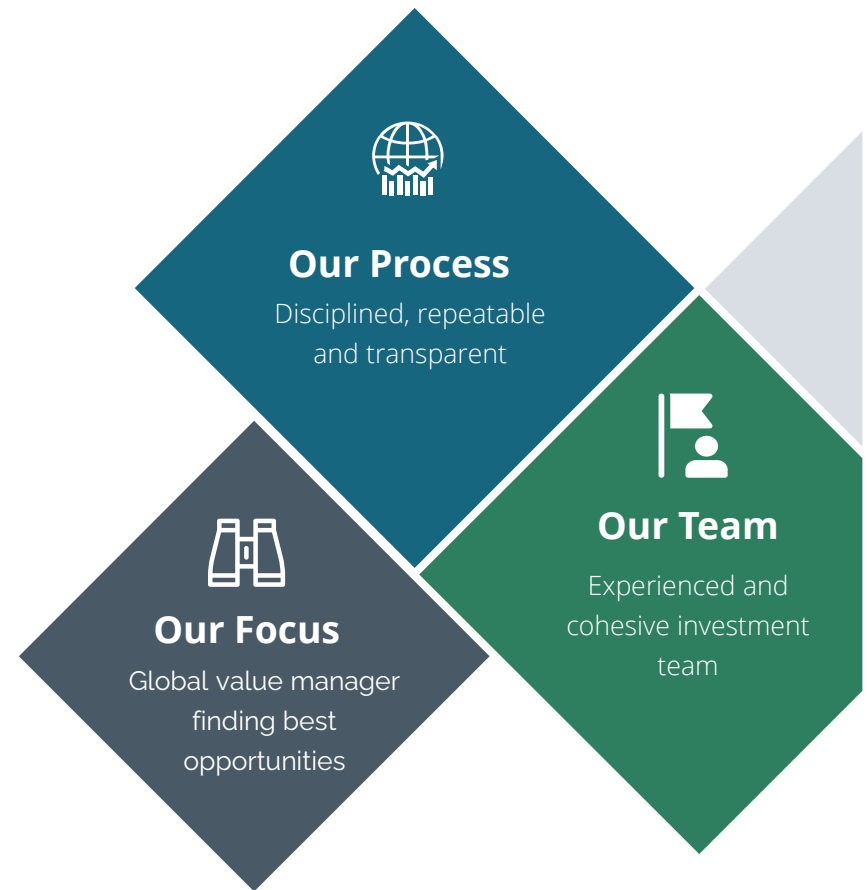 Our Process
Disciplined, repeatable
and transparent
Our Team
Experienced and
cohesive investment
team
Our Focus
Global value manager
finding best
opportunities